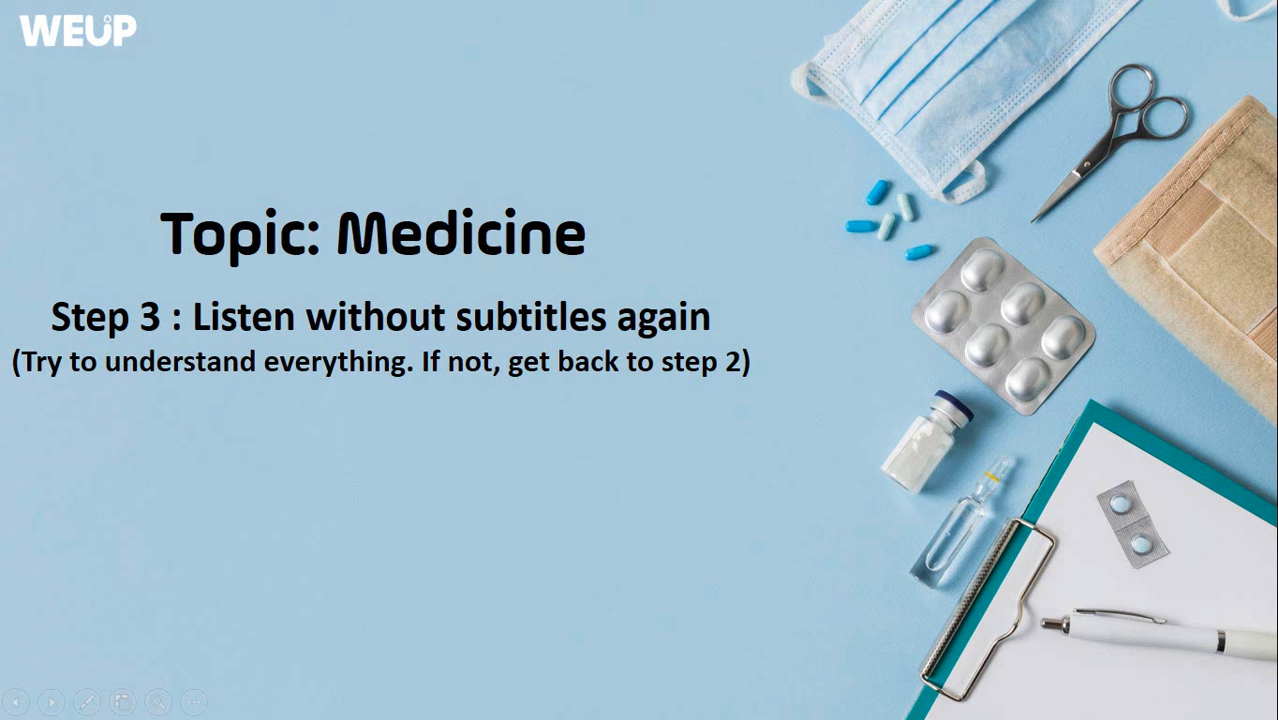 WEUP
Topic: Medicine
Step 3 : Listen without subtitles again
(Try to understand everything. If not, get back to step 2)